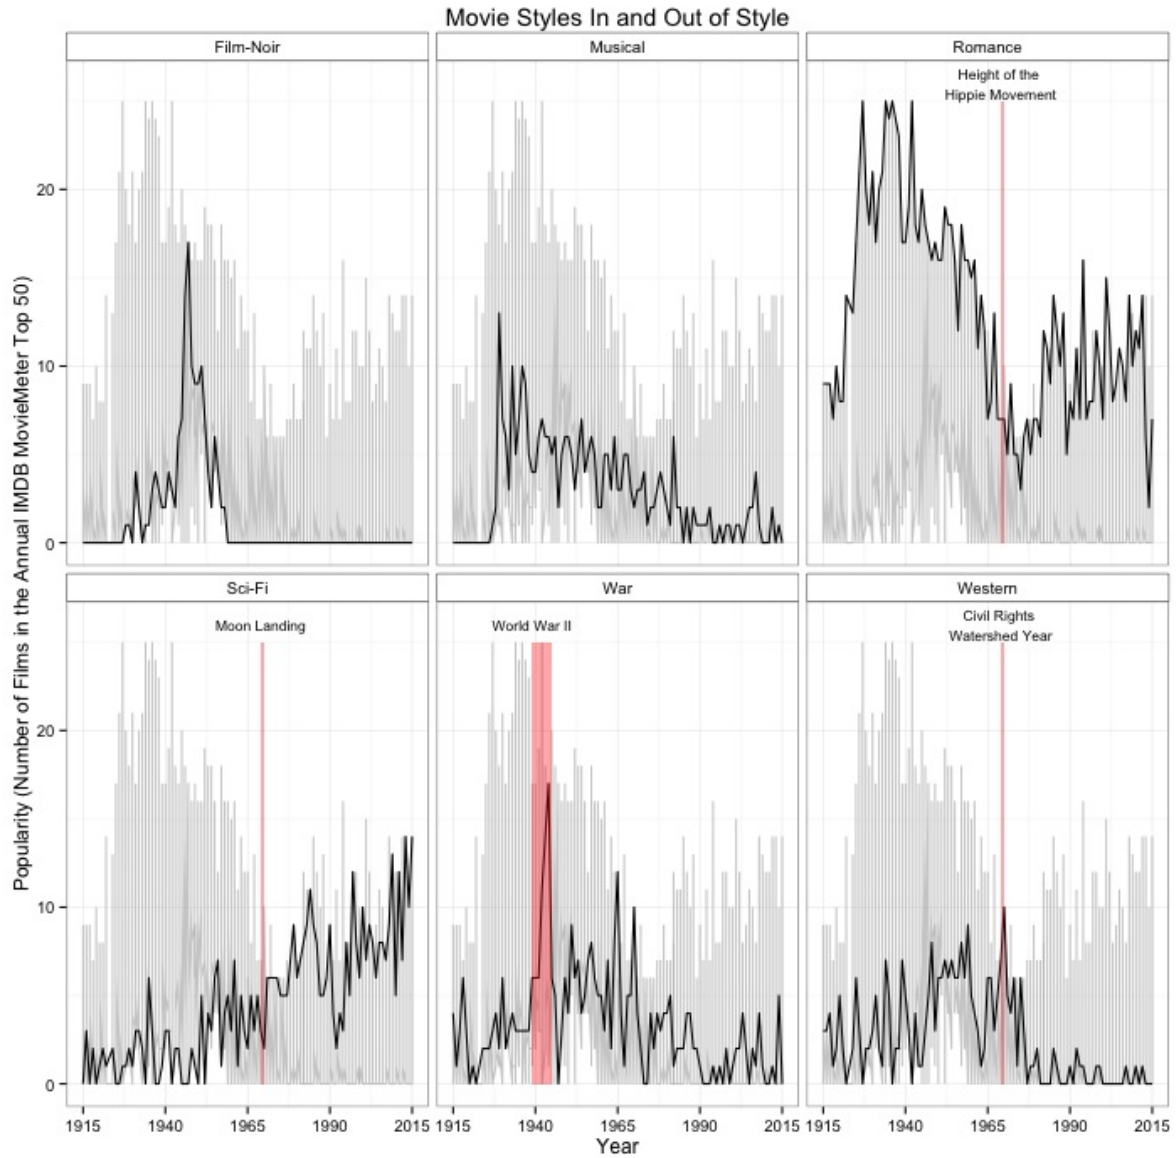 Movie Styles In and Out of Style
Film-Noir
Musical
Romance
Height of the
Hippie Movement
20
10
0
Sci-Fi
War
Western
Moon Landing
World War II
Civil Rights
Watershed Year
20
10
0
1915 1940 1965 1990 2015
1915 1940 1965 1990 2015
1915 1940 1965 1990 2015
Year
Popularity (Number of Films in the Annual IMDB MovieMeter Top 50)